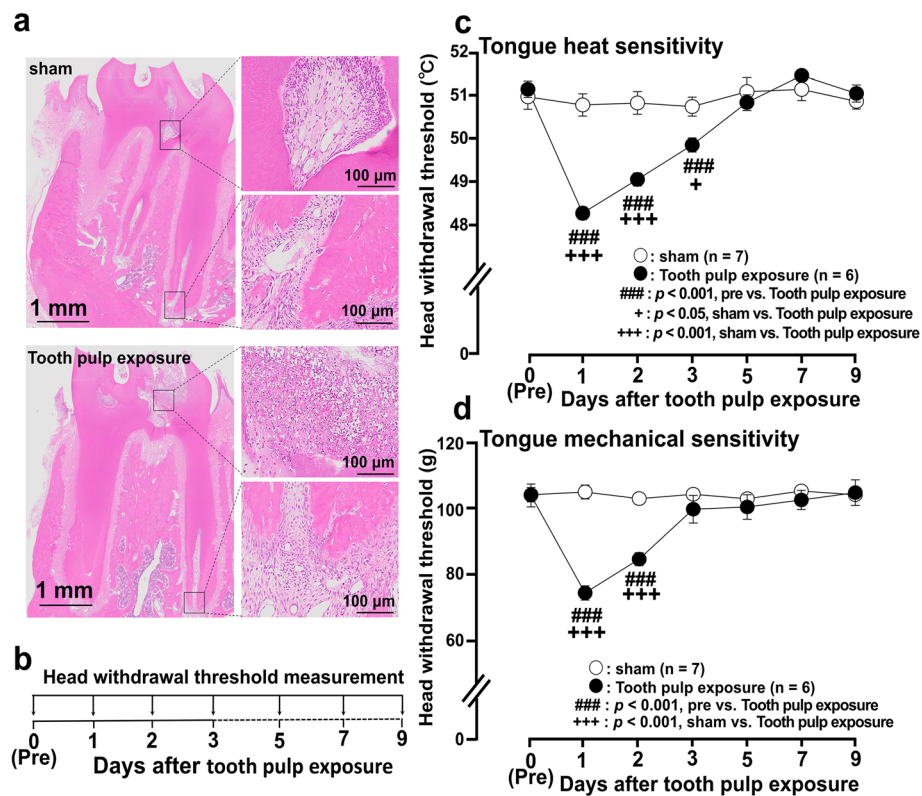 a
sham
100 µm
100 µm
1 mm
Tooth pulp exposure
100 µm
100 µm
1 mm
b
Head withdrawal threshold measurement
0 1 2 3 5 7 9
(Pre)
Days after tooth pulp exposure
c
Tongue heat sensitivity
Head withdrawal threshold (℃)
52
51
50
48
48
0
###
+++
###
+++
###
+
○: sham (n = 7)
●: Tooth pulp exposure (n = 6)
###: p < 0.001, pre vs. Tooth pulp exposure
+: p < 0.05, sham vs. Tooth pulp exposure
+++: p < 0.001, sham vs. Tooth pulp exposure
0 1 2 3 5 7 9
(Pre) Days after tooth pulp exposure
d
Tongue mechanical sensitivity
Head withdrawal threshold (g)
120
100
80
60
0
###
+++
###
+++
○: sham (n = 7)
●: Tooth pulp exposure (n = 6)
###: p < 0.001, pre vs. Tooth pulp exposure
+++: p < 0.001, sham vs. Tooth pulp exposure
0 1 2 3 5 7 9
(Pre) Days after tooth pulp exposure